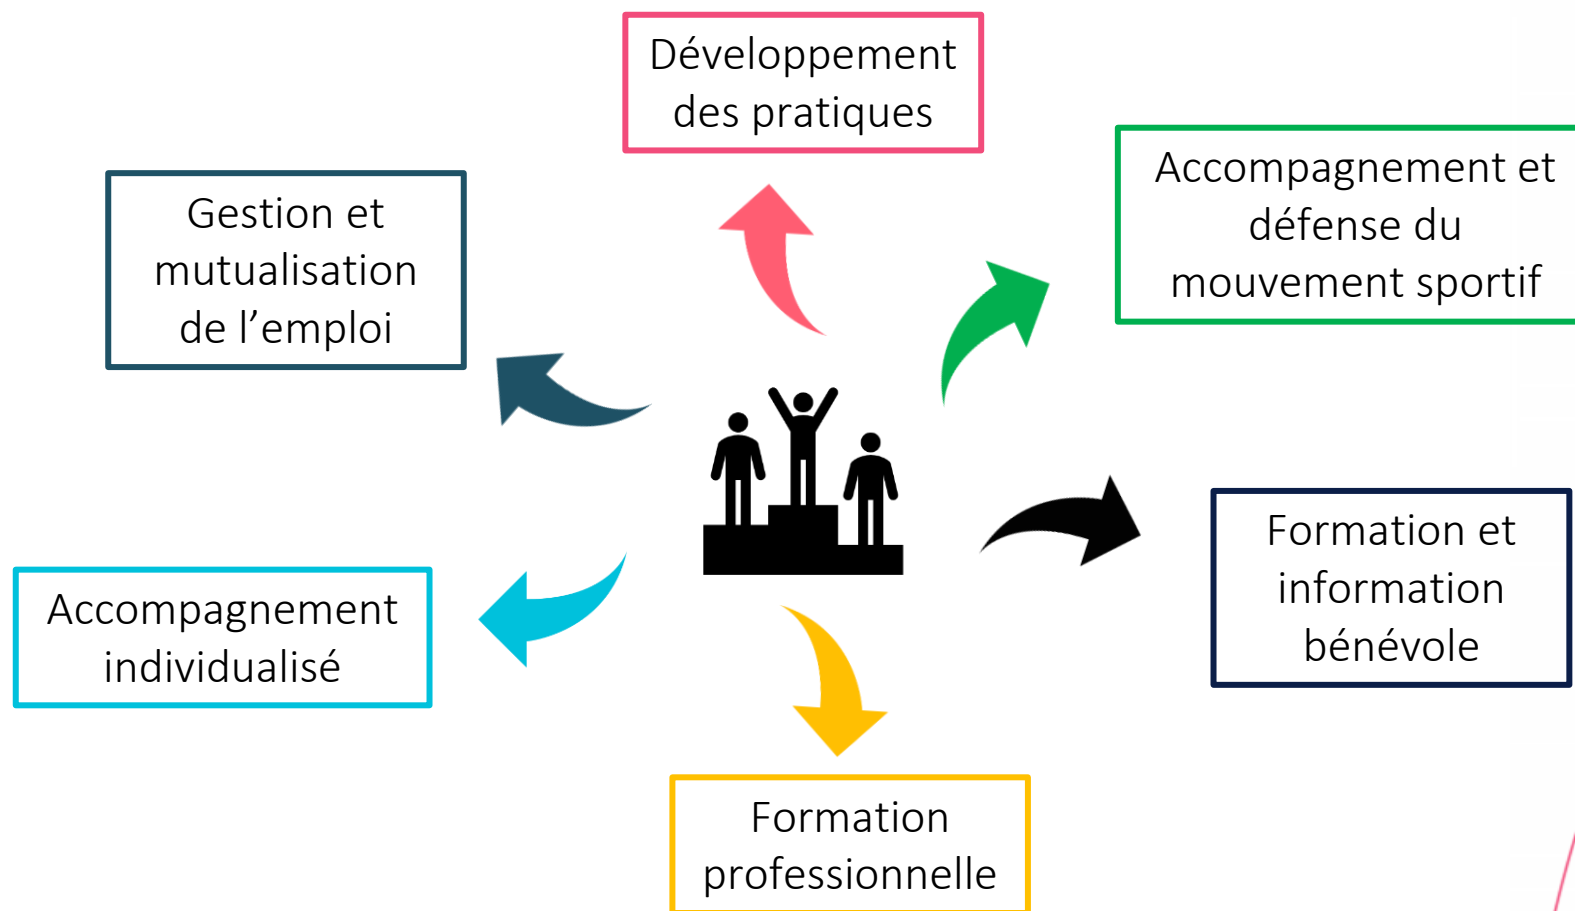 Développement
des pratiques
Accompagnement et
défense du
mouvement sportif
Gestion et
mutualisation
de l’emploi
Formation et
information
bénévole
Accompagnement
individualisé
Formation
professionnelle